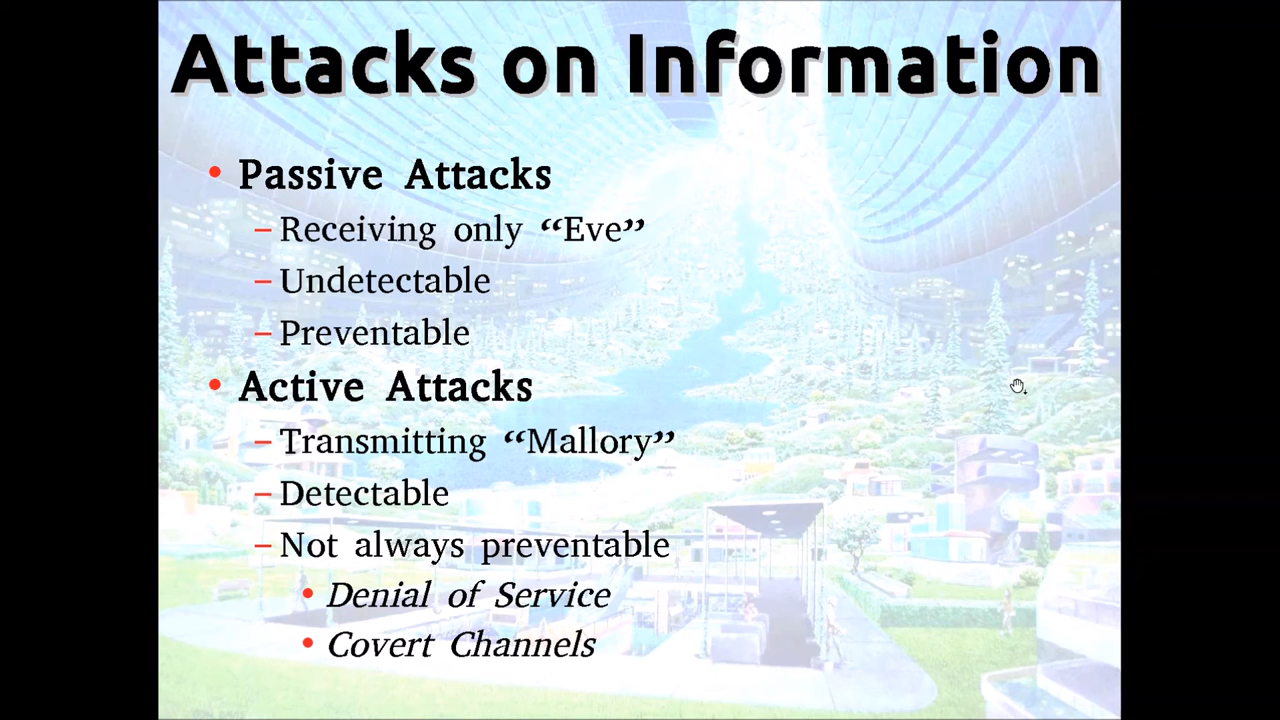 Attacks on Information
• Passive Attacks
– Receiving only “Eve”
– Undetectable
– Preventable
• Active Attacks
– Transmitting “Mallory”
– Detectable
– Not always preventable
• Denial of Service
• Covert Channels